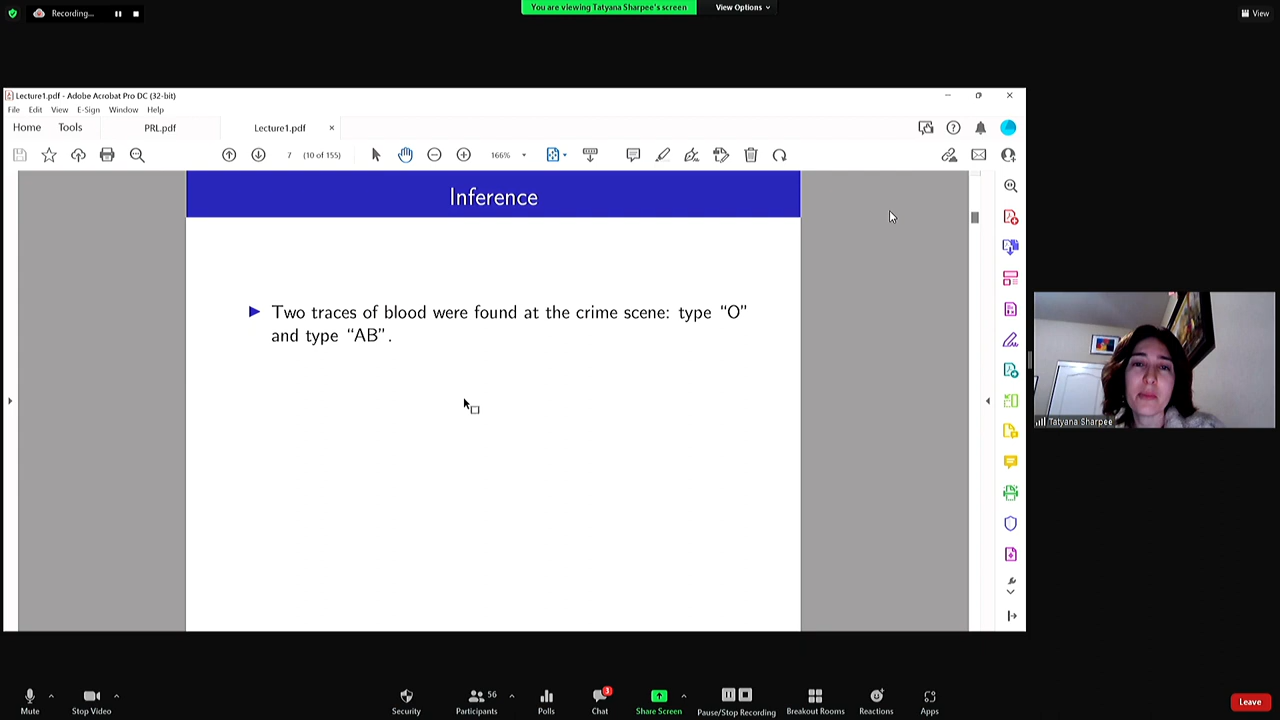 Recording...
You are viewing Tatyana Sharpee's screen
View Options
View
Lecture1.pdf - Adobe Acrobat Pro DC (32-bit)
File Edit View E-Sign Window Help
Home Tools PRL.pdf Lecture1.pdf ×
7 (10 of 155) 166%
Inference
Two traces of blood were found at the crime scene: type “O”
and type “AB”.
Tatyana Sharpee
56
3
Mute Stop Video Security Participants Polls Chat Share Screen Pause/Stop Recording Breakout Rooms Reactions Apps Leave